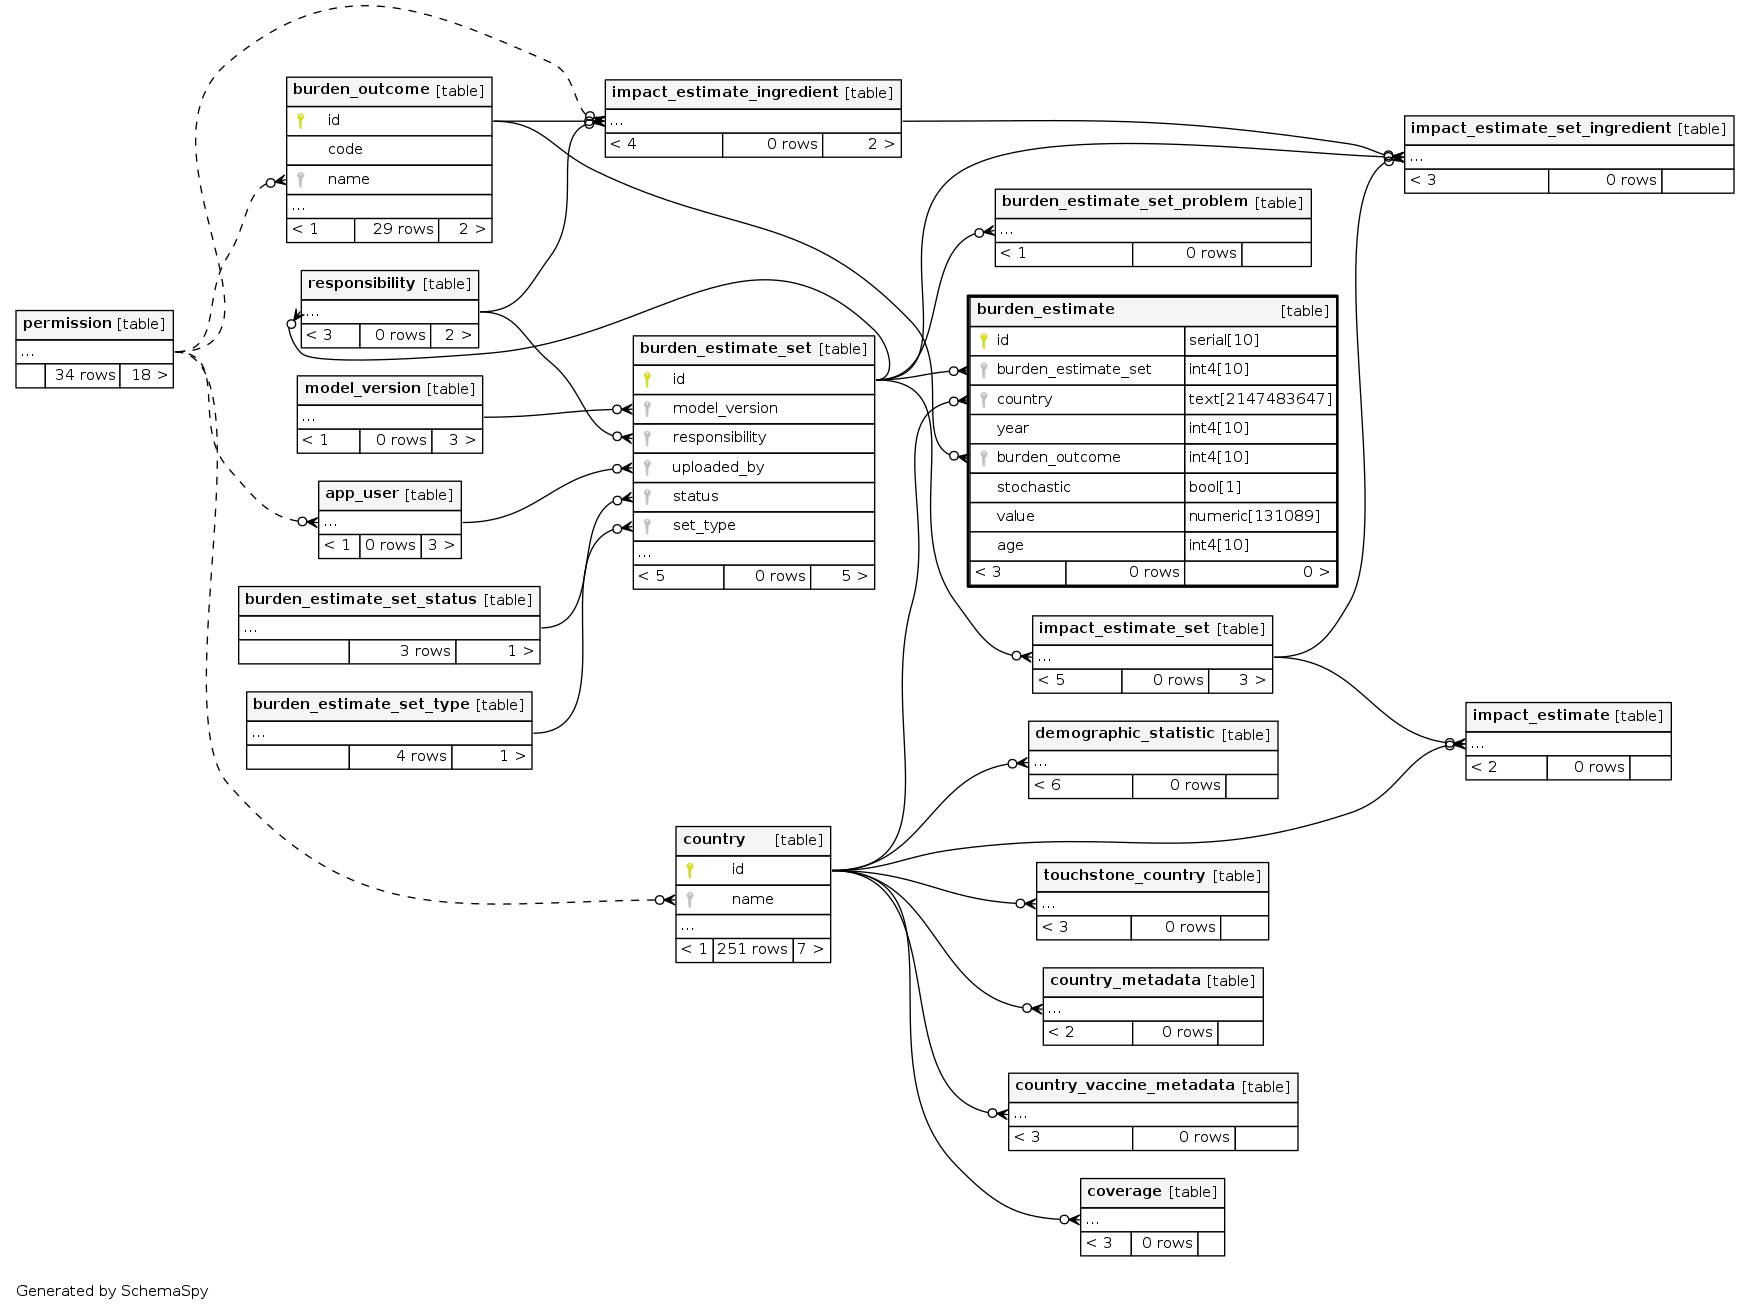 burden_outcome [table]
id
code
name
...
< 1 29 rows 2 >
impact_estimate_ingredient [table]
...
< 4 0 rows 2 >
impact_estimate_set_ingredient [table]
...
< 3 0 rows
burden_estimate_set_problem [table]
...
< 1 0 rows
responsibility [table]
...
< 3 0 rows 2 >
permission [table]
...
34 rows 18 >
burden_estimate [table]
id serial[10]
burden_estimate_set int4[10]
country text[2147483647]
year int4[10]
burden_outcome int4[10]
stochastic bool[1]
value numeric[131089]
age int4[10]
< 3 0 rows 0 >
burden_estimate_set [table]
id
model_version
responsibility
uploaded_by
status
set_type
...
< 5 0 rows 5 >
model_version [table]
...
< 1 0 rows 3 >
app_user [table]
...
< 1 0 rows 3 >
burden_estimate_set_status [table]
...
3 rows 1 >
burden_estimate_set_type [table]
...
4 rows 1 >
impact_estimate_set [table]
...
< 5 0 rows 3 >
impact_estimate [table]
...
< 2 0 rows
demographic_statistic [table]
...
< 6 0 rows
country [table]
id
name
...
< 1 251 rows 7 >
touchstone_country [table]
...
< 3 0 rows
country_metadata [table]
...
< 2 0 rows
country_vaccine_metadata [table]
...
< 3 0 rows
coverage [table]
...
< 3 0 rows
Generated by SchemaSpy